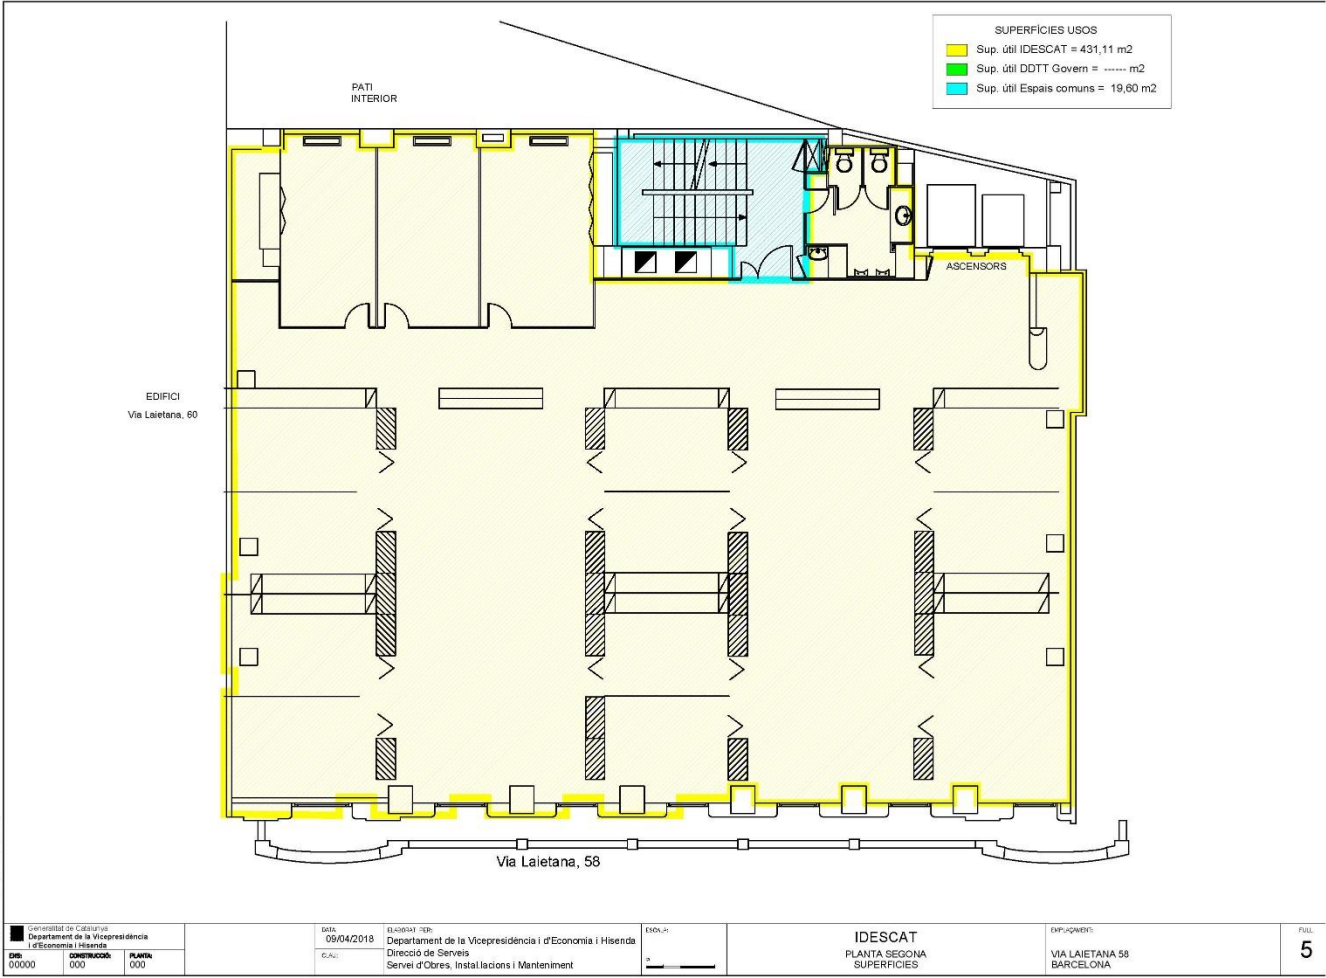 SUPERFÍCIES USOS
Sup. útil IDESCAT = 431,11 m2
Sup. útil DDTT Govern = ------ m2
Sup. útil Espais comuns = 19,60 m2
PATI
INTERIOR
ASCENSORS
EDIFICI
Via Laietana, 60
Via Laietana, 58
Generalitat de Catalunya
Departament de la Vicepresidència
i d'Economia i Hisenda
ENS:
00000
CONSTRUCCIÓ:
000
PLANTA:
000
DATA:
09/04/2018
CLAU:
ELABORAT PER:
Departament de la Vicepresidència i d'Economia i Hisenda
Direcció de Serveis
Servei d'Obres, Instal.lacions i Manteniment
ESCALA:
IDESCAT
PLANTA SEGONA
SUPERFICIES
EMPLAÇAMENT:
VIA LAIETANA 58
BARCELONA
FULL
5